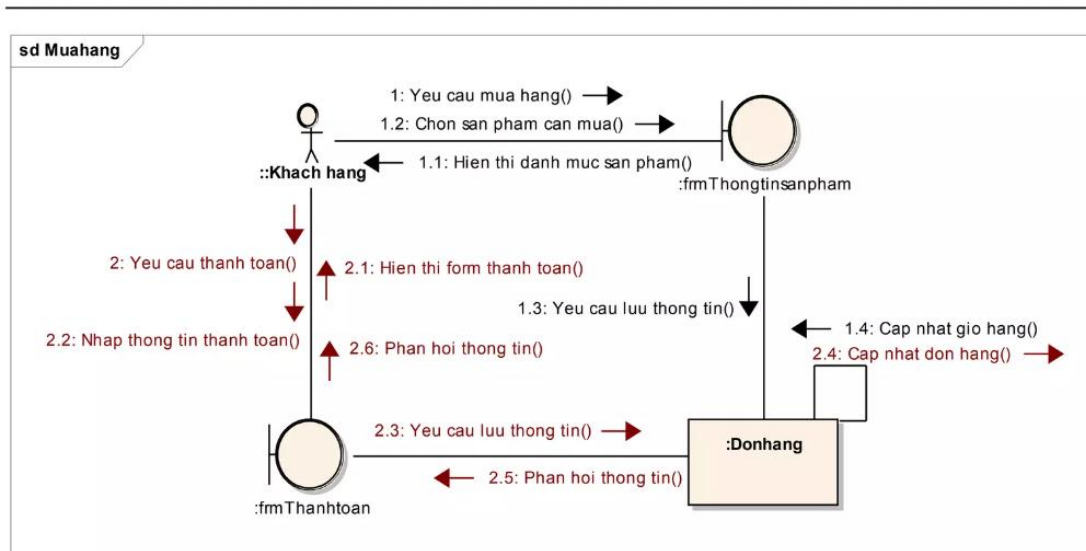 sd Muahang
1: Yeu cau mua hang()
1.2: Chon san pham can mua()
1.1: Hien thi danh muc san pham()
::Khach hang
:frmThongtinsanpham
2: Yeu cau thanh toan()
2.1: Hien thi form thanh toan()
1.3: Yeu cau luu thong tin()
1.4: Cap nhat gio hang()
2.2: Nhap thong tin thanh toan()
2.6: Phan hoi thong tin()
2.4: Cap nhat don hang()
2.3: Yeu cau luu thong tin()
:Donhang
2.5: Phan hoi thong tin()
:frmThanhtoan